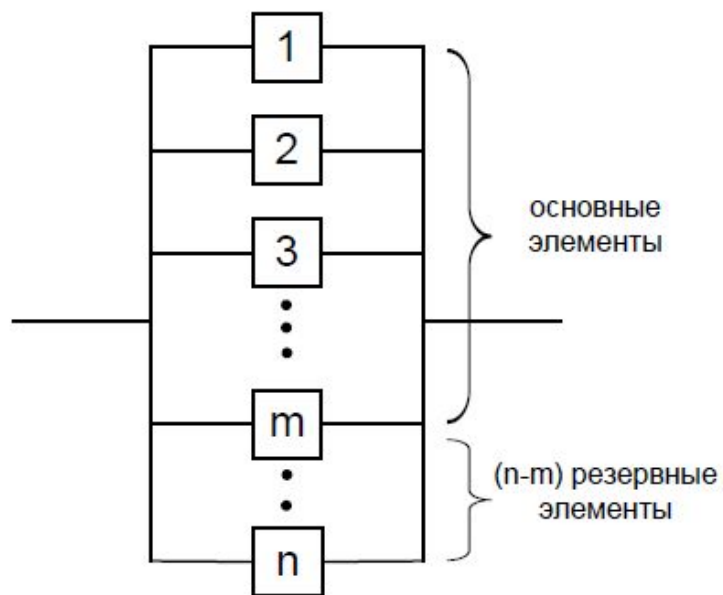 1
2
3
основные
элементы
m
(n-m) резервные
элементы
n